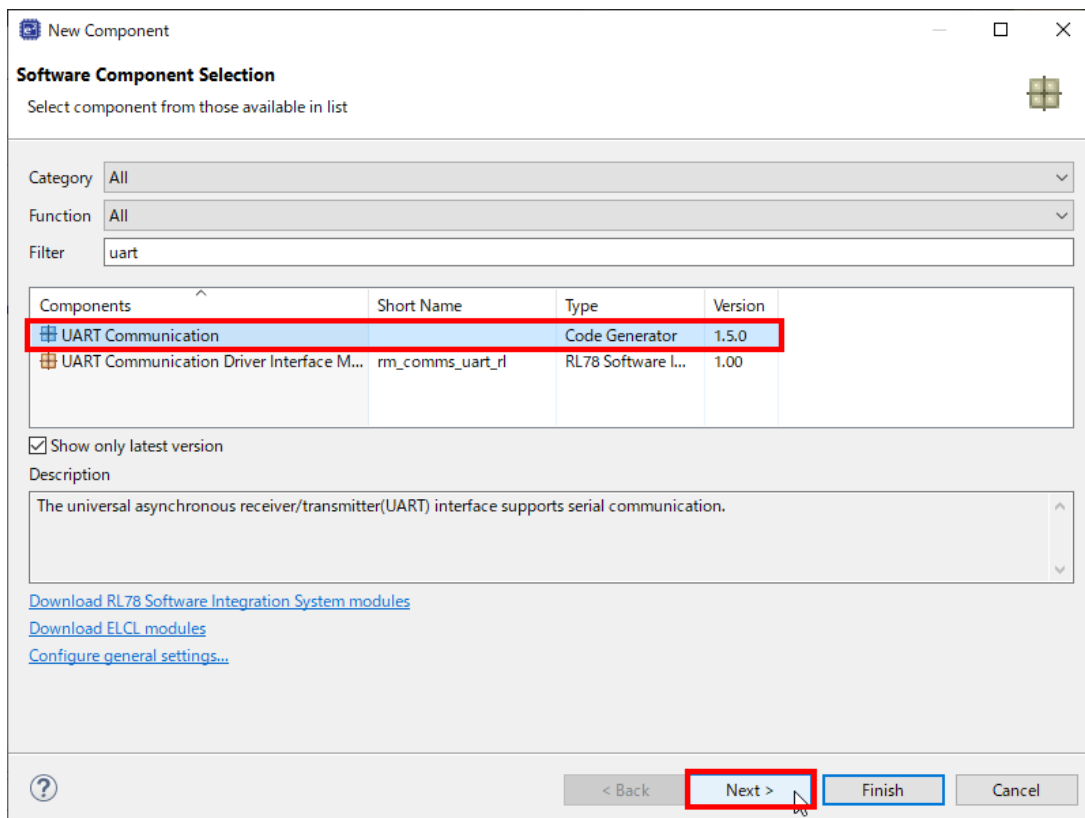 New Component
Software Component Selection
Select component from those available in list
Category All
Function All
Filter uart
Components Short Name Type Version
UART Communication Code Generator 1.5.0
UART Communication Driver Interface M... rm_comms_uart_rl RL78 Software I... 1.00
Show only latest version
Description
The universal asynchronous receiver/transmitter(UART) interface supports serial communication.
Download RL78 Software Integration System modules
Download ELCL modules
Configure general settings...
< Back Next > Finish Cancel